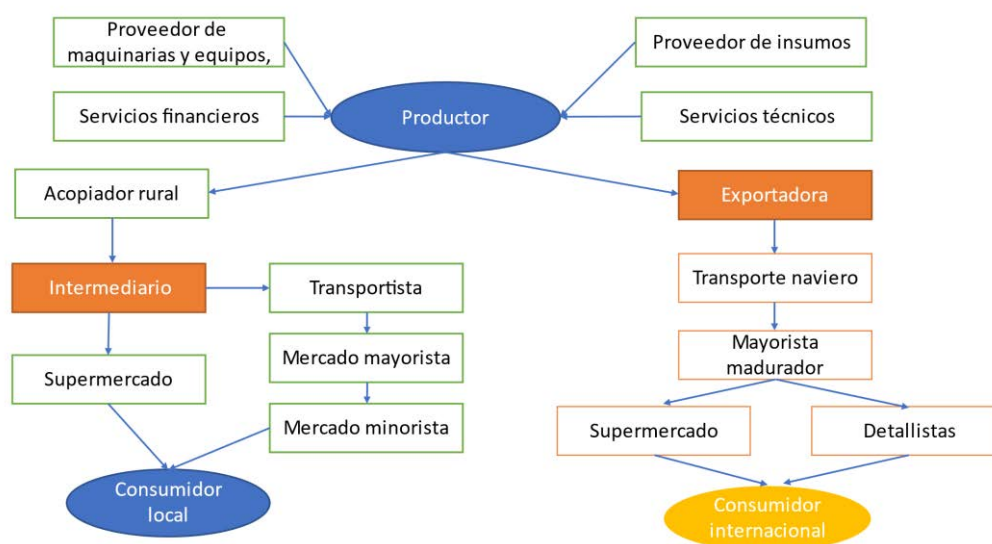 Proveedor de
maquinarias y equipos,
Proveedor de insumos
Servicios financieros
Productor
Servicios técnicos
Acopiador rural
Exportadora
Intermediario
Transportista
Transporte naviero
Supermercado
Mercado mayorista
Mayorista
madurador
Mercado minorista
Supermercado
Detallistas
Consumidor
local
Consumidor
internacional